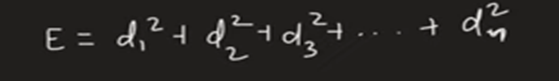 E = d₁² + d₂² + d₃² + ... + dₙ²